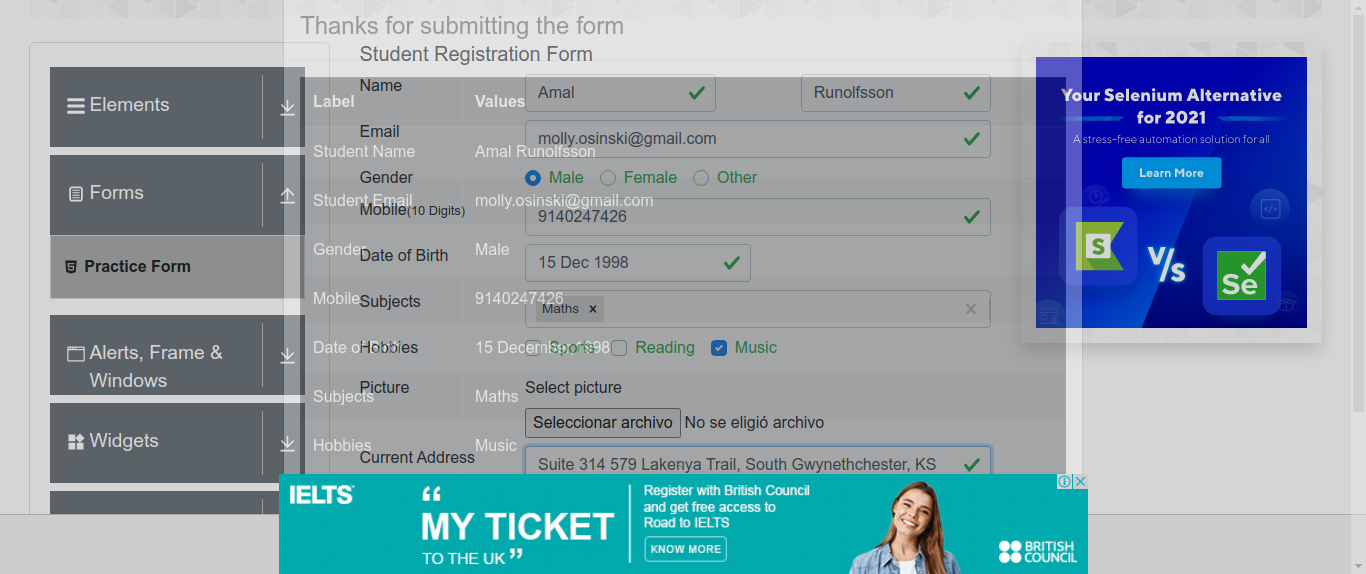 Thanks for submitting the form
Student Registration Form
Elements
Forms
Practice Form
Alerts, Frame &
Windows
Widgets
Name
Amal
Runolfsson
Email
molly.osinski@gmail.com
Gender
Male
Female
Other
Mobile(10 Digits)
9140247426
Date of Birth
15 Dec 1998
Subjects
Maths ×
×
Hobbies
Sports
Reading
Music
Picture
Select picture
Seleccionar archivo No se eligió archivo
Current Address
Suite 314 579 Lakenya Trail, South Gwynethchester, KS
Label Values
Student Name Amal Runolfsson
Student Email molly.osinski@gmail.com
Gender Male
Mobile 9140247426
Date of Birth 15 December,1998
Subjects Maths
Hobbies Music
Your Selenium Alternative
for 2021
A stress-free automation solution for all
Learn More
S
V/s
Se
IELTS
“
MY TICKET
TO THE UK”
Register with British Council
and get free access to
Road to IELTS
KNOW MORE
BRITISH
COUNCIL